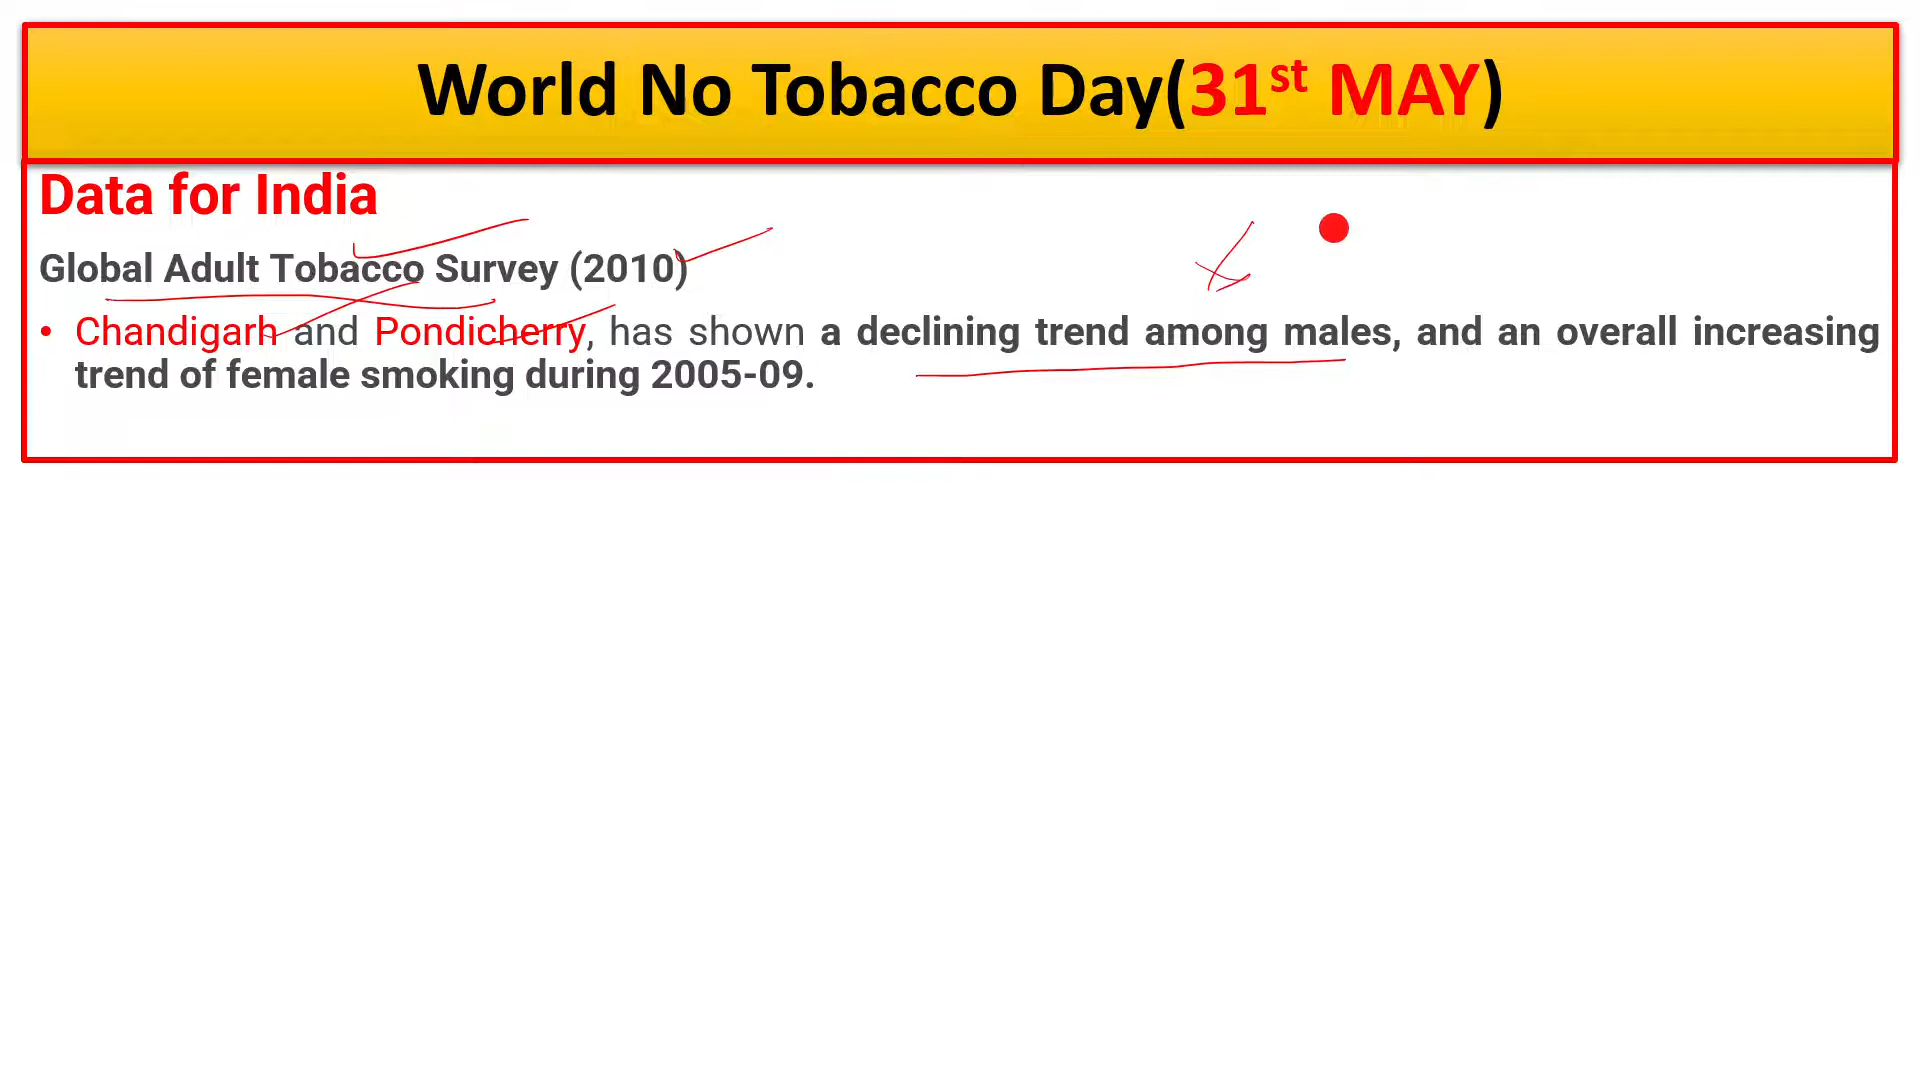 World No Tobacco Day(31st MAY)
Data for India
Global Adult Tobacco Survey (2010)
• Chandigarh and Pondicherry, has shown a declining trend among males, and an overall increasing
trend of female smoking during 2005-09.